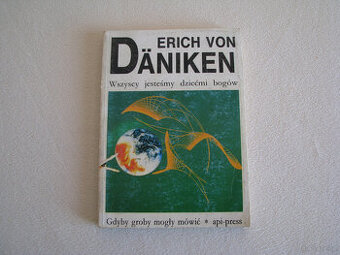 ERICH VON
DÄNIKEN
Wszyscy jesteśmy dziećmi bogów
Gdyby groby mogły mówić * api-press